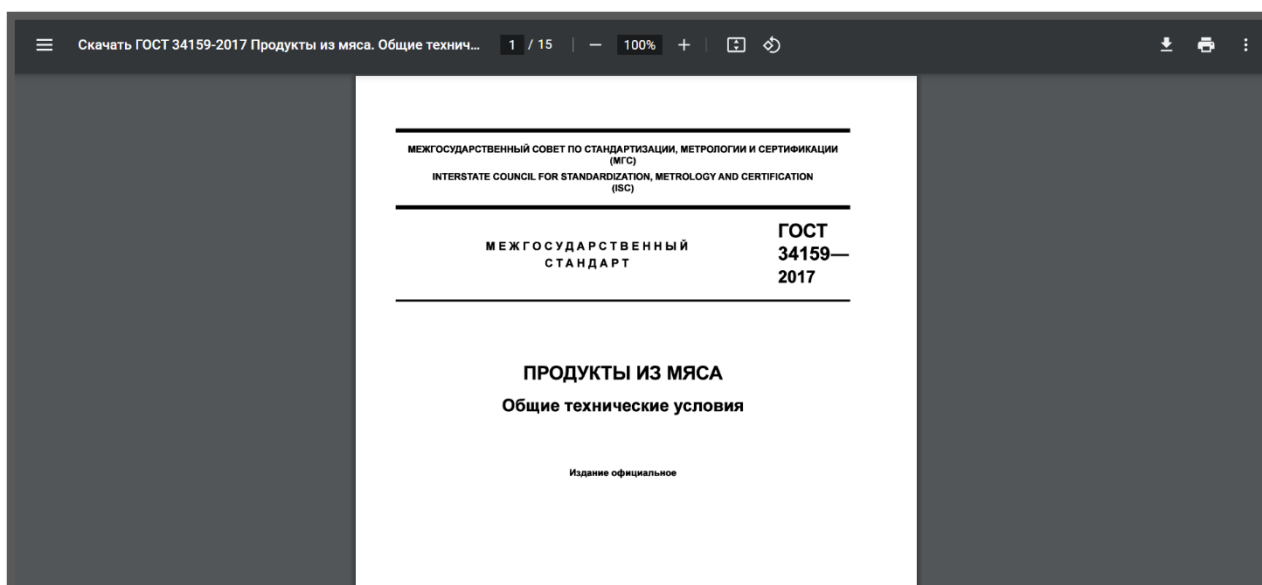 Скачать ГОСТ 34159-2017 Продукты из мяса. Общие технич... 1 / 15 | − 100% + |
МЕЖГОСУДАРСТВЕННЫЙ СОВЕТ ПО СТАНДАРТИЗАЦИИ, МЕТРОЛОГИИ И СЕРТИФИКАЦИИ
(МГС)
INTERSTATE COUNCIL FOR STANDARDIZATION, METROLOGY AND CERTIFICATION
(ISC)
МЕЖГОСУДАРСТВЕННЫЙ
СТАНДАРТ
ГОСТ
34159—
2017
ПРОДУКТЫ ИЗ МЯСА
Общие технические условия
Издание официальное